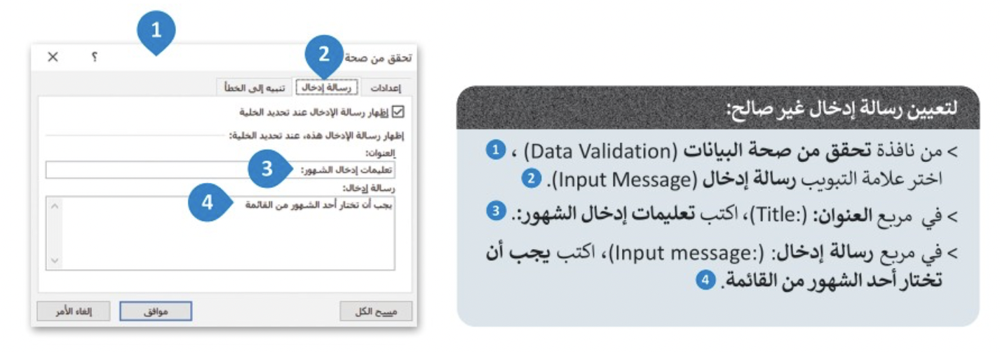 لتعيين رسالة إدخال غير صالح:
> من نافذة تحقق من صحة البيانات (Data Validation) ، 1
اختر علامة التبويب رسالة إدخال (Input Message). 2
> في مربع العنوان: (Title:)، اكتب تعليمات إدخال الشهور:. 3
> في مربع رسالة إدخال: (Input message:)، اكتب يجب أن
تختار أحد الشهور من القائمة. 4
1
2
تحقق من صحة
؟
إعدادات
رسالة إدخال
تنبيه إلى الخطأ
إظهار رسالة الإدخال عند تحديد الخلية
إظهار رسالة الإدخال هذه، عند تحديد الخلية:
العنوان:
تعليمات إدخال الشهور:
3
رسالة إدخال:
يجب أن تختار أحد الشهور من القائمة
4
مسح الكل
موافق
إلغاء الأمر